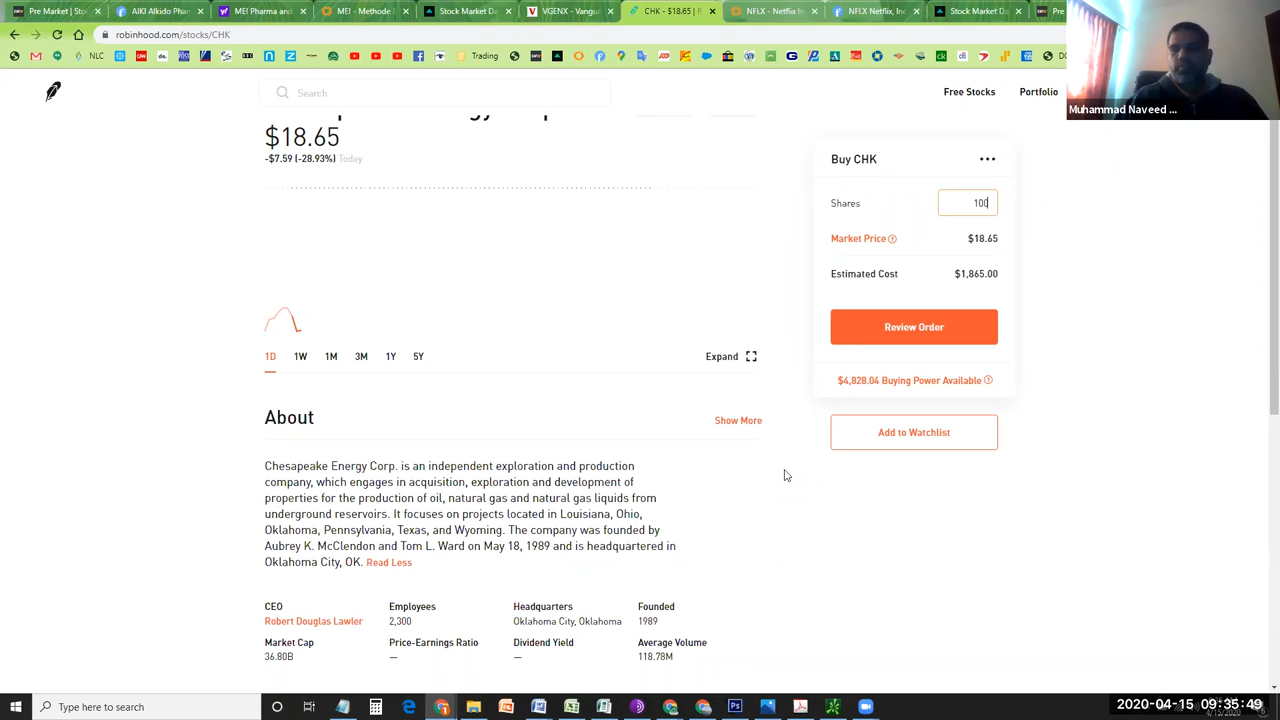 Pre Market | Sto
AIKI Alkido Pharm
MEI Pharma and
MEI - Methode
Stock Market Da
VGENX - Vangu
CHK - $18.65 | R
NFLX - Netflix In
NFLX Netflix, Inc
Stock Market Da
Pre
robinhood.com/stocks/CHK
NLC
Trading
Search
Free Stocks
Portfolio
Muhammad Naveed ...
$18.65
-$7.59 (-28.93%) Today
Buy CHK
Shares
100
Market Price
$18.65
Estimated Cost
$1,865.00
Review Order
$4,828.04 Buying Power Available
Add to Watchlist
1D
1W
1M
3M
1Y
5Y
Expand
About
Show More
Chesapeake Energy Corp. is an independent exploration and production
company, which engages in acquisition, exploration and development of
properties for the production of oil, natural gas and natural gas liquids from
underground reservoirs. It focuses on projects located in Louisiana, Ohio,
Oklahoma, Pennsylvania, Texas, and Wyoming. The company was founded by
Aubrey K. McClendon and Tom L. Ward on May 18, 1989 and is headquartered in
Oklahoma City, OK. Read Less
CEO
Employees
Headquarters
Founded
Robert Douglas Lawler
2,300
Oklahoma City, Oklahoma
1989
Market Cap
Price-Earnings Ratio
Dividend Yield
Average Volume
36.80B
—
—
118.78M
Type here to search
2020-04-15 09:35:49